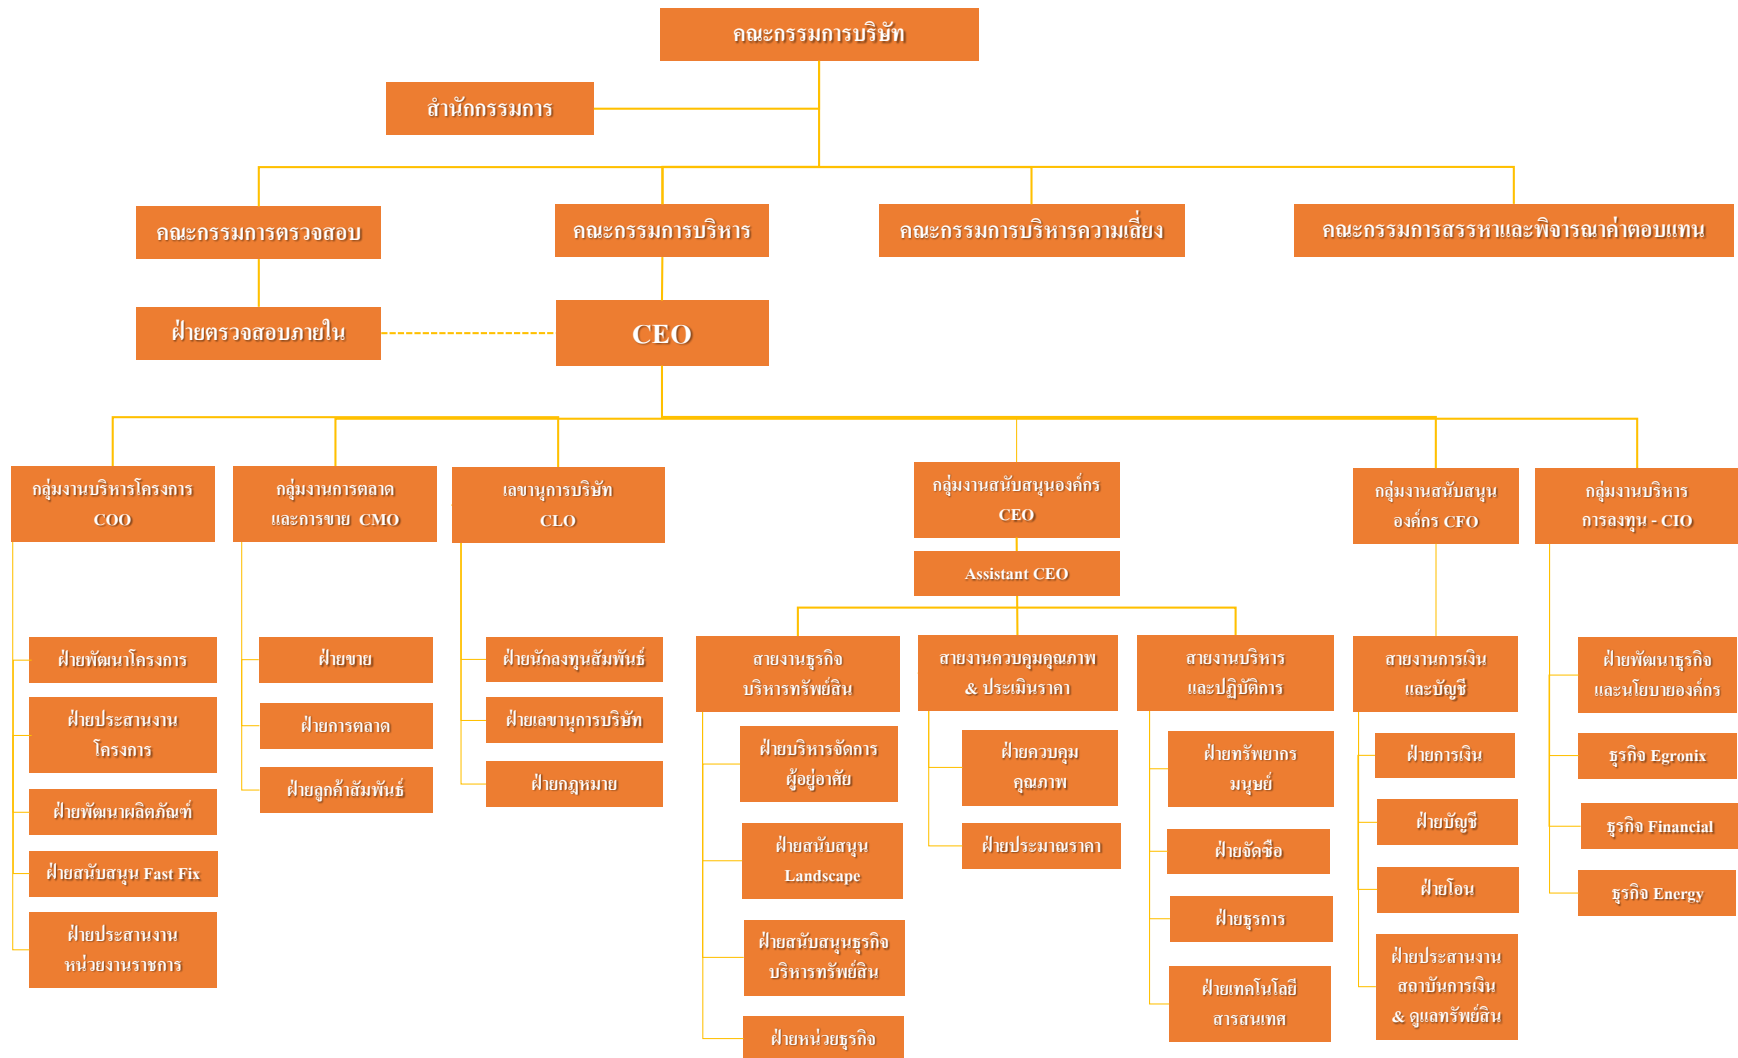 คณะกรรมการบริษัท
สำนักกรรมการ
คณะกรรมการตรวจสอบ
คณะกรรมการบริหาร
คณะกรรมการบริหารความเสี่ยง
คณะกรรมการสรรหาและพิจารณาค่าตอบแทน
ฝ่ายตรวจสอบภายใน
CEO
กลุ่มงานบริหารโครงการ
COO
กลุ่มงานการตลาด
และการขาย CMO
เลขานุการบริษัท
CLO
กลุ่มงานสนับสนุนองค์กร
CEO
Assistant CEO
กลุ่มงานสนับสนุน
องค์กร CFO
กลุ่มงานบริหาร
การลงทุน - CIO
ฝ่ายพัฒนาโครงการ
ฝ่ายประสานงาน
โครงการ
ฝ่ายพัฒนาผลิตภัณฑ์
ฝ่ายสนับสนุน Fast Fix
ฝ่ายประสานงาน
หน่วยงานราชการ
ฝ่ายขาย
ฝ่ายการตลาด
ฝ่ายลูกค้าสัมพันธ์
ฝ่ายนักลงทุนสัมพันธ์
ฝ่ายเลขานุการบริษัท
ฝ่ายกฎหมาย
สายงานธุรกิจ
บริหารทรัพย์สิน
ฝ่ายบริหารจัดการ
ผู้อยู่อาศัย
ฝ่ายสนับสนุน
Landscape
ฝ่ายสนับสนุนธุรกิจ
บริหารทรัพย์สิน
ฝ่ายหน่วยธุรกิจ
สายงานควบคุมคุณภาพ
& ประเมินราคา
ฝ่ายควบคุม
คุณภาพ
ฝ่ายประมาณราคา
สายงานบริหาร
และปฏิบัติการ
ฝ่ายทรัพยากร
มนุษย์
ฝ่ายจัดซื้อ
ฝ่ายธุรการ
ฝ่ายเทคโนโลยี
สารสนเทศ
สายงานการเงิน
และบัญชี
ฝ่ายการเงิน
ฝ่ายบัญชี
ฝ่ายโอน
ฝ่ายประสานงาน
สถาบันการเงิน
& ดูแลทรัพย์สิน
ฝ่ายพัฒนาธุรกิจ
และนโยบายองค์กร
ธุรกิจ Egronix
ธุรกิจ Financial
ธุรกิจ Energy